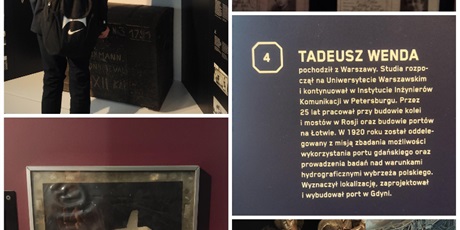 4
TADEUSZ WENDA
pochodził z Warszawy. Studia rozpo-
czął na Uniwersytecie Warszawskim
i kontynuował w Instytucie Inżynierów
Komunikacji w Petersburgu. Przez
25 lat pracował przy budowie kolei
i mostów w Rosji oraz budowie portów
na Łotwie. W 1920 roku został oddele-
gowany z misją zbadania możliwości
wykorzystania portu gdańskiego oraz
prowadzenia badań nad warunkami
hydrograficznymi wybrzeża polskiego.
Wyznaczył lokalizację, zaprojektował
i wybudował port w Gdyni.